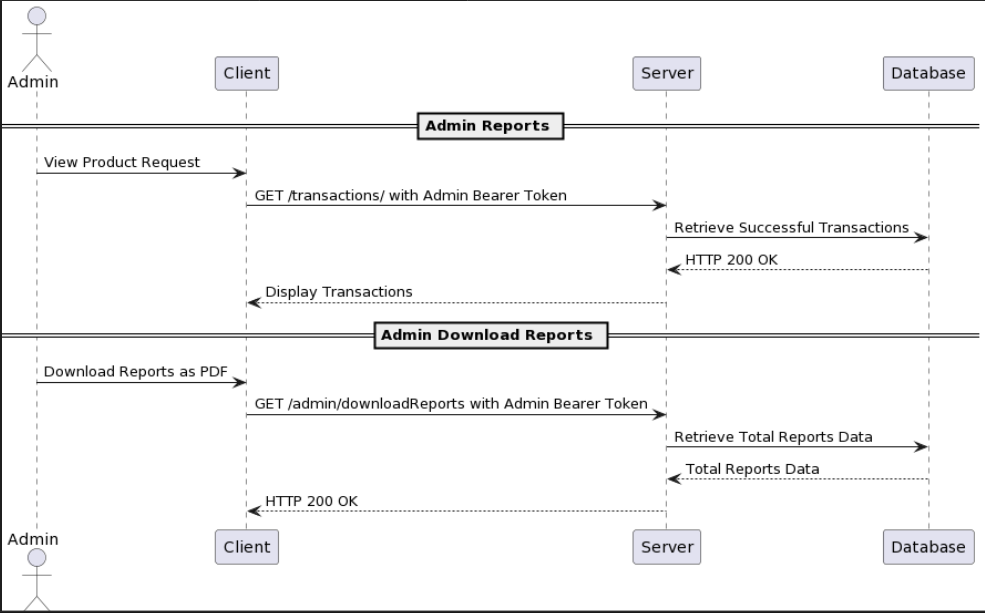 Admin
Client
Server
Database
Admin Reports
View Product Request
GET /transactions/ with Admin Bearer Token
Retrieve Successful Transactions
HTTP 200 OK
Display Transactions
Admin Download Reports
Download Reports as PDF
GET /admin/downloadReports with Admin Bearer Token
Retrieve Total Reports Data
Total Reports Data
HTTP 200 OK
Admin
Client
Server
Database